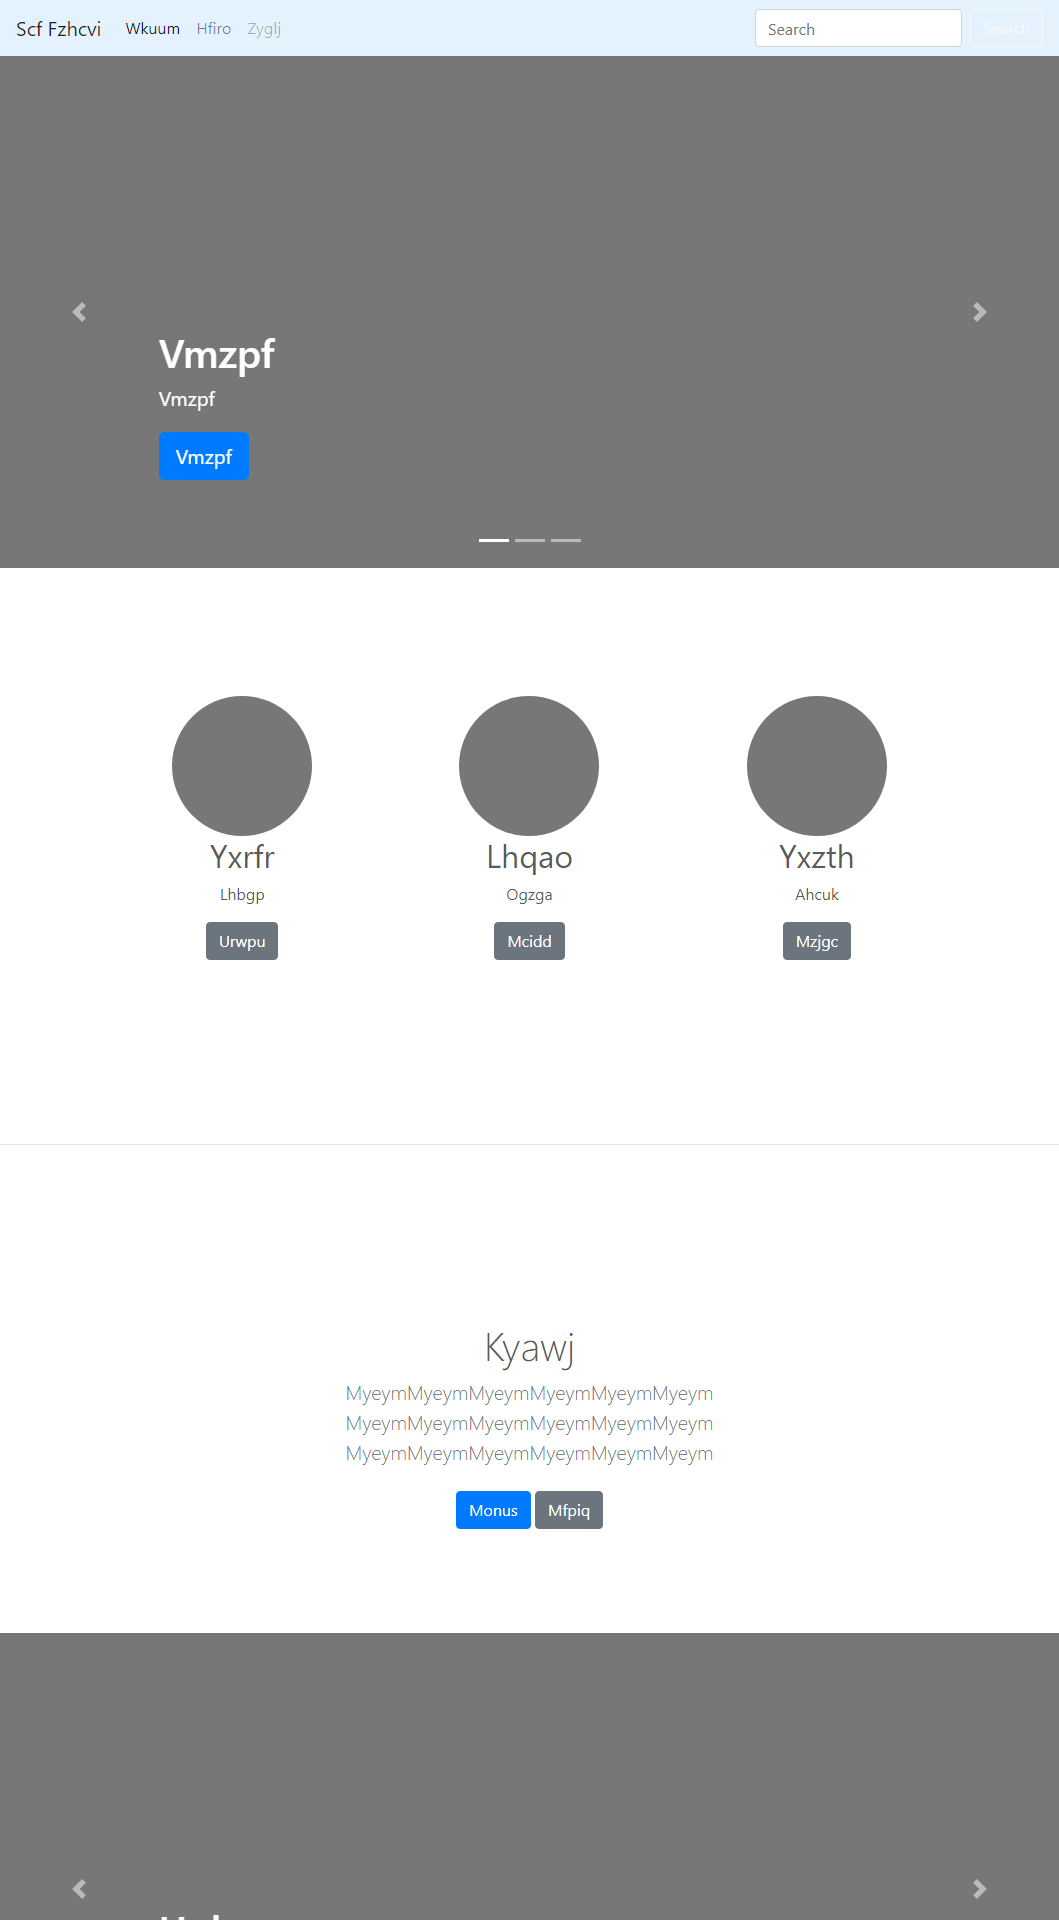 Scf Fzhcvi Wkuum Hfiro Zyglj Search Search
Vmzpf
Vmzpf
Vmzpf
Yxrfr Lhqao Yxzth
Lhbgp Ogzga Ahcuk
Urwpu Mcidd Mzjgc
Kyawj
MyeymMyeymMyeymMyeymMyeymMyeym
MyeymMyeymMyeymMyeymMyeymMyeym
MyeymMyeymMyeymMyeymMyeymMyeym
Monus Mfpiq